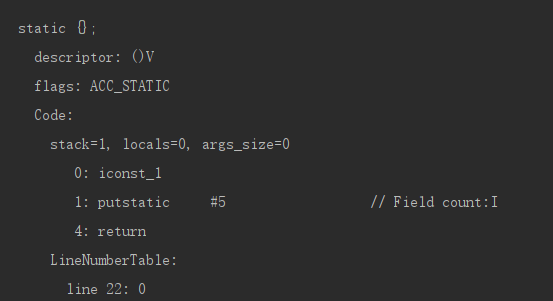 static {};
descriptor: ()V
flags: ACC_STATIC
Code:
stack=1, locals=0, args_size=0
0: iconst_1
1: putstatic #5 // Field count:I
4: return
LineNumberTable:
line 22: 0